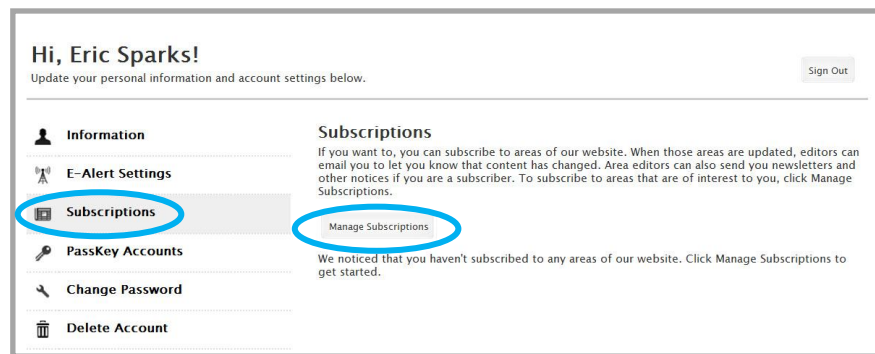 Hi, Eric Sparks!
Update your personal information and account settings below.
Sign Out
Information
E-Alert Settings
Subscriptions
PassKey Accounts
Change Password
Delete Account
Subscriptions
If you want to, you can subscribe to areas of our website. When those areas are updated, editors can
email you to let you know that content has changed. Area editors can also send you newsletters and
other notices if you are a subscriber. To subscribe to areas that are of interest to you, click Manage
Subscriptions.
Manage Subscriptions
We noticed that you haven't subscribed to any areas of our website. Click Manage Subscriptions to
get started.